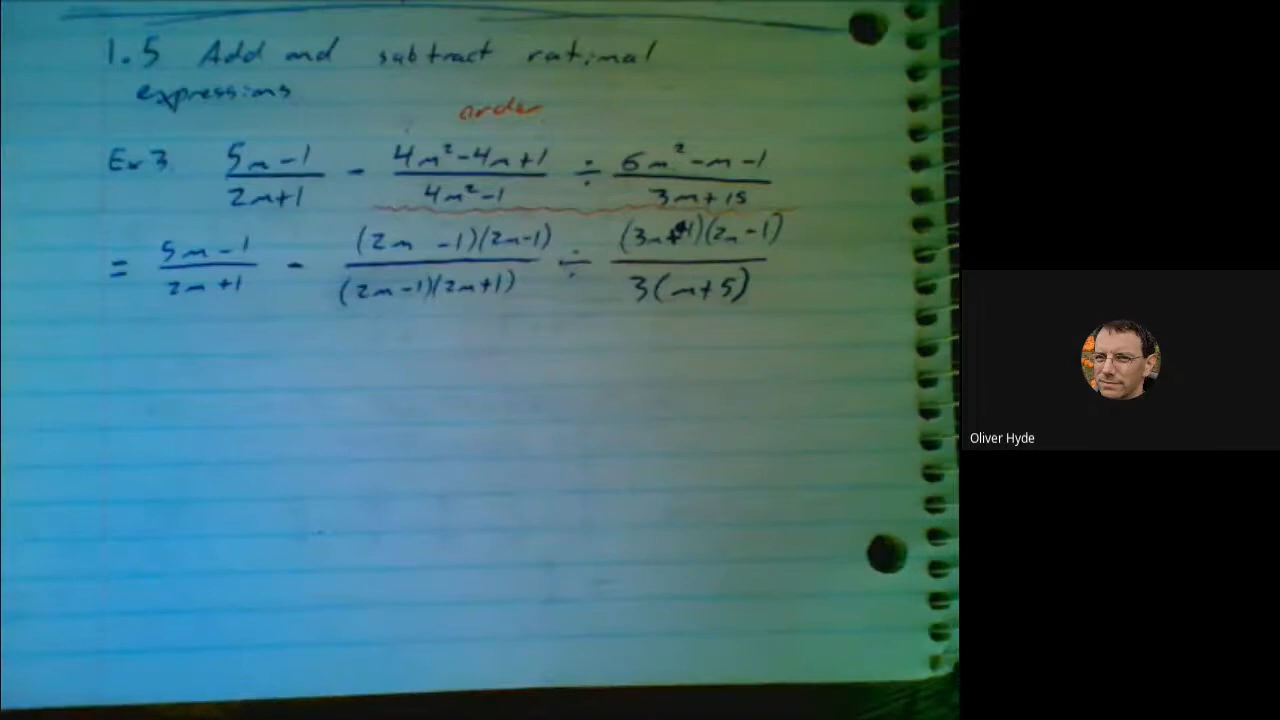 1.5 Add and subtract rational
expressions
order
Ex 3. (5m-1)/(2m+1) - (4m²-4m+1)/(4m²-1) ÷ (6m²-m-1)/(3m+15)
= (5m-1)/(2m+1) - ((2m-1)(2m-1))/((2m-1)(2m+1)) ÷ ((3m+1)(2m-1))/(3(m+5))
Oliver Hyde